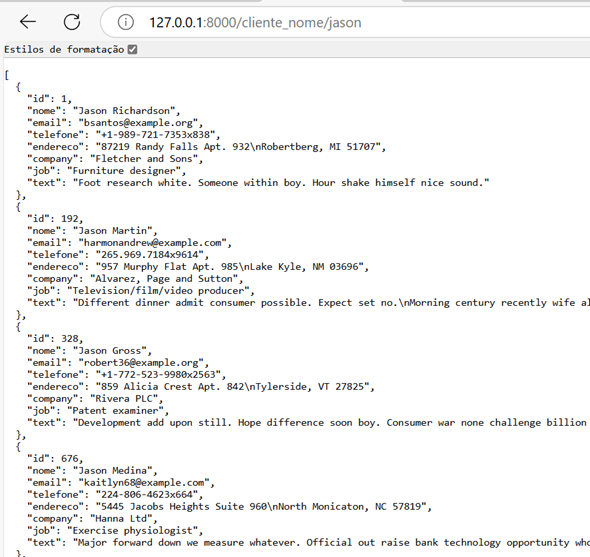 127.0.0.1:8000/cliente_nome/jason
Estilos de formatação
[
  {
    "id": 1,
    "nome": "Jason Richardson",
    "email": "bsantos@example.org",
    "telefone": "+1-989-721-7353x838",
    "endereco": "87219 Randy Falls Apt. 932\nRobertberg, MI 51707",
    "company": "Fletcher and Sons",
    "job": "Furniture designer",
    "text": "Foot research white. Someone within boy. Hour shake himself nice sound."
  },
  {
    "id": 192,
    "nome": "Jason Martin",
    "email": "harmonandrew@example.com",
    "telefone": "265.969.7184x9614",
    "endereco": "957 Murphy Flat Apt. 985\nLake Kyle, NM 03696",
    "company": "Alvarez, Page and Sutton",
    "job": "Television/film/video producer",
    "text": "Different dinner admit consumer possible. Expect set no.\nMorning century recently wife al
  },
  {
    "id": 328,
    "nome": "Jason Gross",
    "email": "robert36@example.org",
    "telefone": "+1-772-523-9980x2563",
    "endereco": "859 Alicia Crest Apt. 842\nTylerside, VT 27825",
    "company": "Rivera PLC",
    "job": "Patent examiner",
    "text": "Development add upon still. Hope difference soon boy. Consumer war none challenge billion
  },
  {
    "id": 676,
    "nome": "Jason Medina",
    "email": "kaitlyn68@example.com",
    "telefone": "224-806-4623x664",
    "endereco": "5445 Jacobs Heights Suite 960\nNorth Monicaton, NC 57819",
    "company": "Hanna Ltd",
    "job": "Exercise physiologist",
    "text": "Major forward down we measure whatever. Official out raise bank technology opportunity who
  },